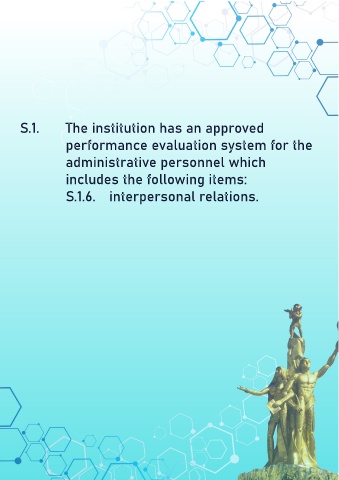 S.1. The institution has an approved
performance evaluation system for the
administrative personnel which
includes the following items:
S.1.6. interpersonal relations.